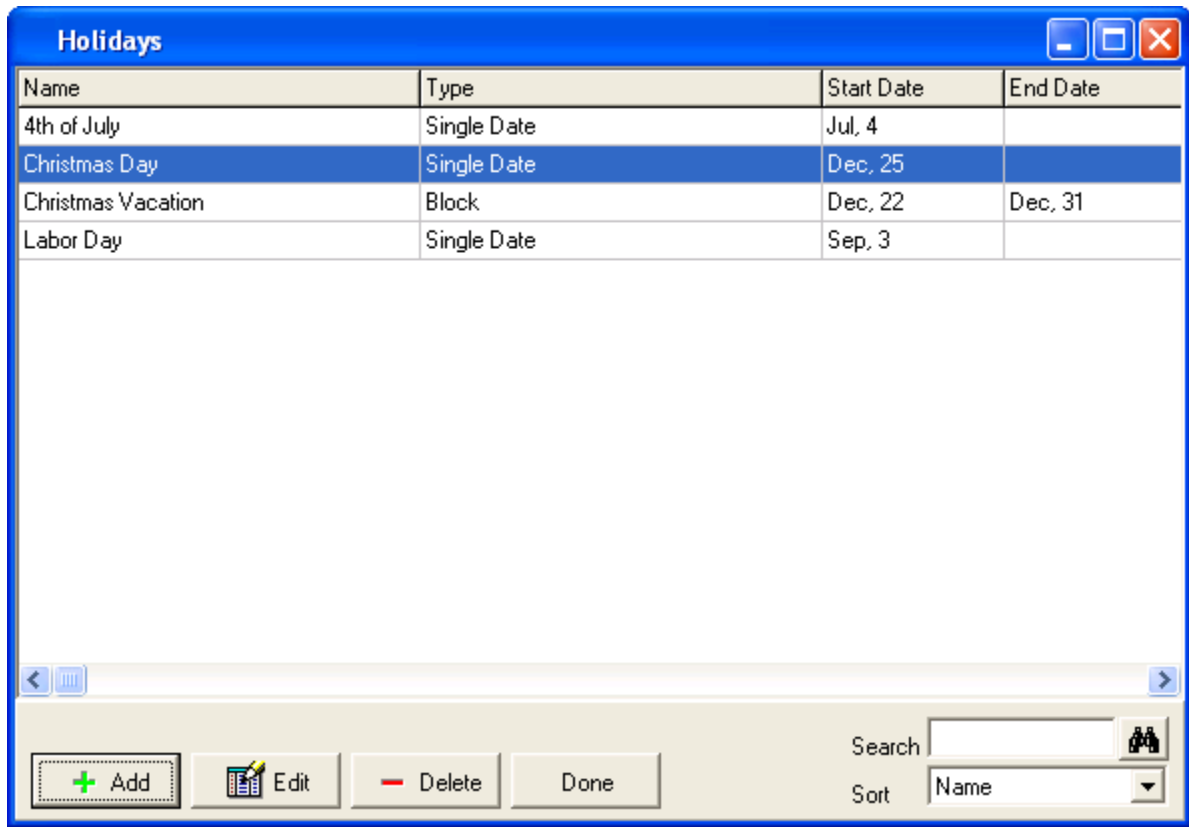 Holidays
Name Type Start Date End Date
4th of July Single Date Jul, 4
Christmas Day Single Date Dec, 25
Christmas Vacation Block Dec, 22 Dec, 31
Labor Day Single Date Sep, 3
Search
Add Edit Delete Done
Sort Name